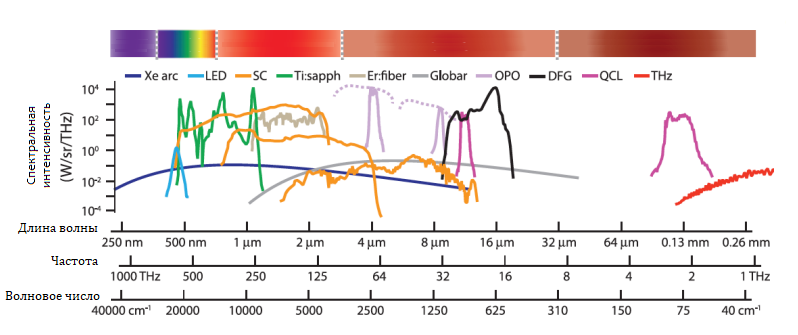 Xe arc LED SC Ti:sapph Er:fiber Globar OPO DFG QCL THz
Спектральная
интенсивность
(W/sr/THz)
10⁴
10²
10⁰
10⁻²
10⁻⁴
Длина волны
250 nm 500 nm 1 μm 2 μm 4 μm 8 μm 16 μm 32 μm 64 μm 0.13 mm 0.26 mm
Частота
1000 THz 500 250 125 64 32 16 8 4 2 1 THz
Волновое число
40000 cm⁻¹ 20000 10000 5000 2500 1250 625 310 150 75 40 cm⁻¹